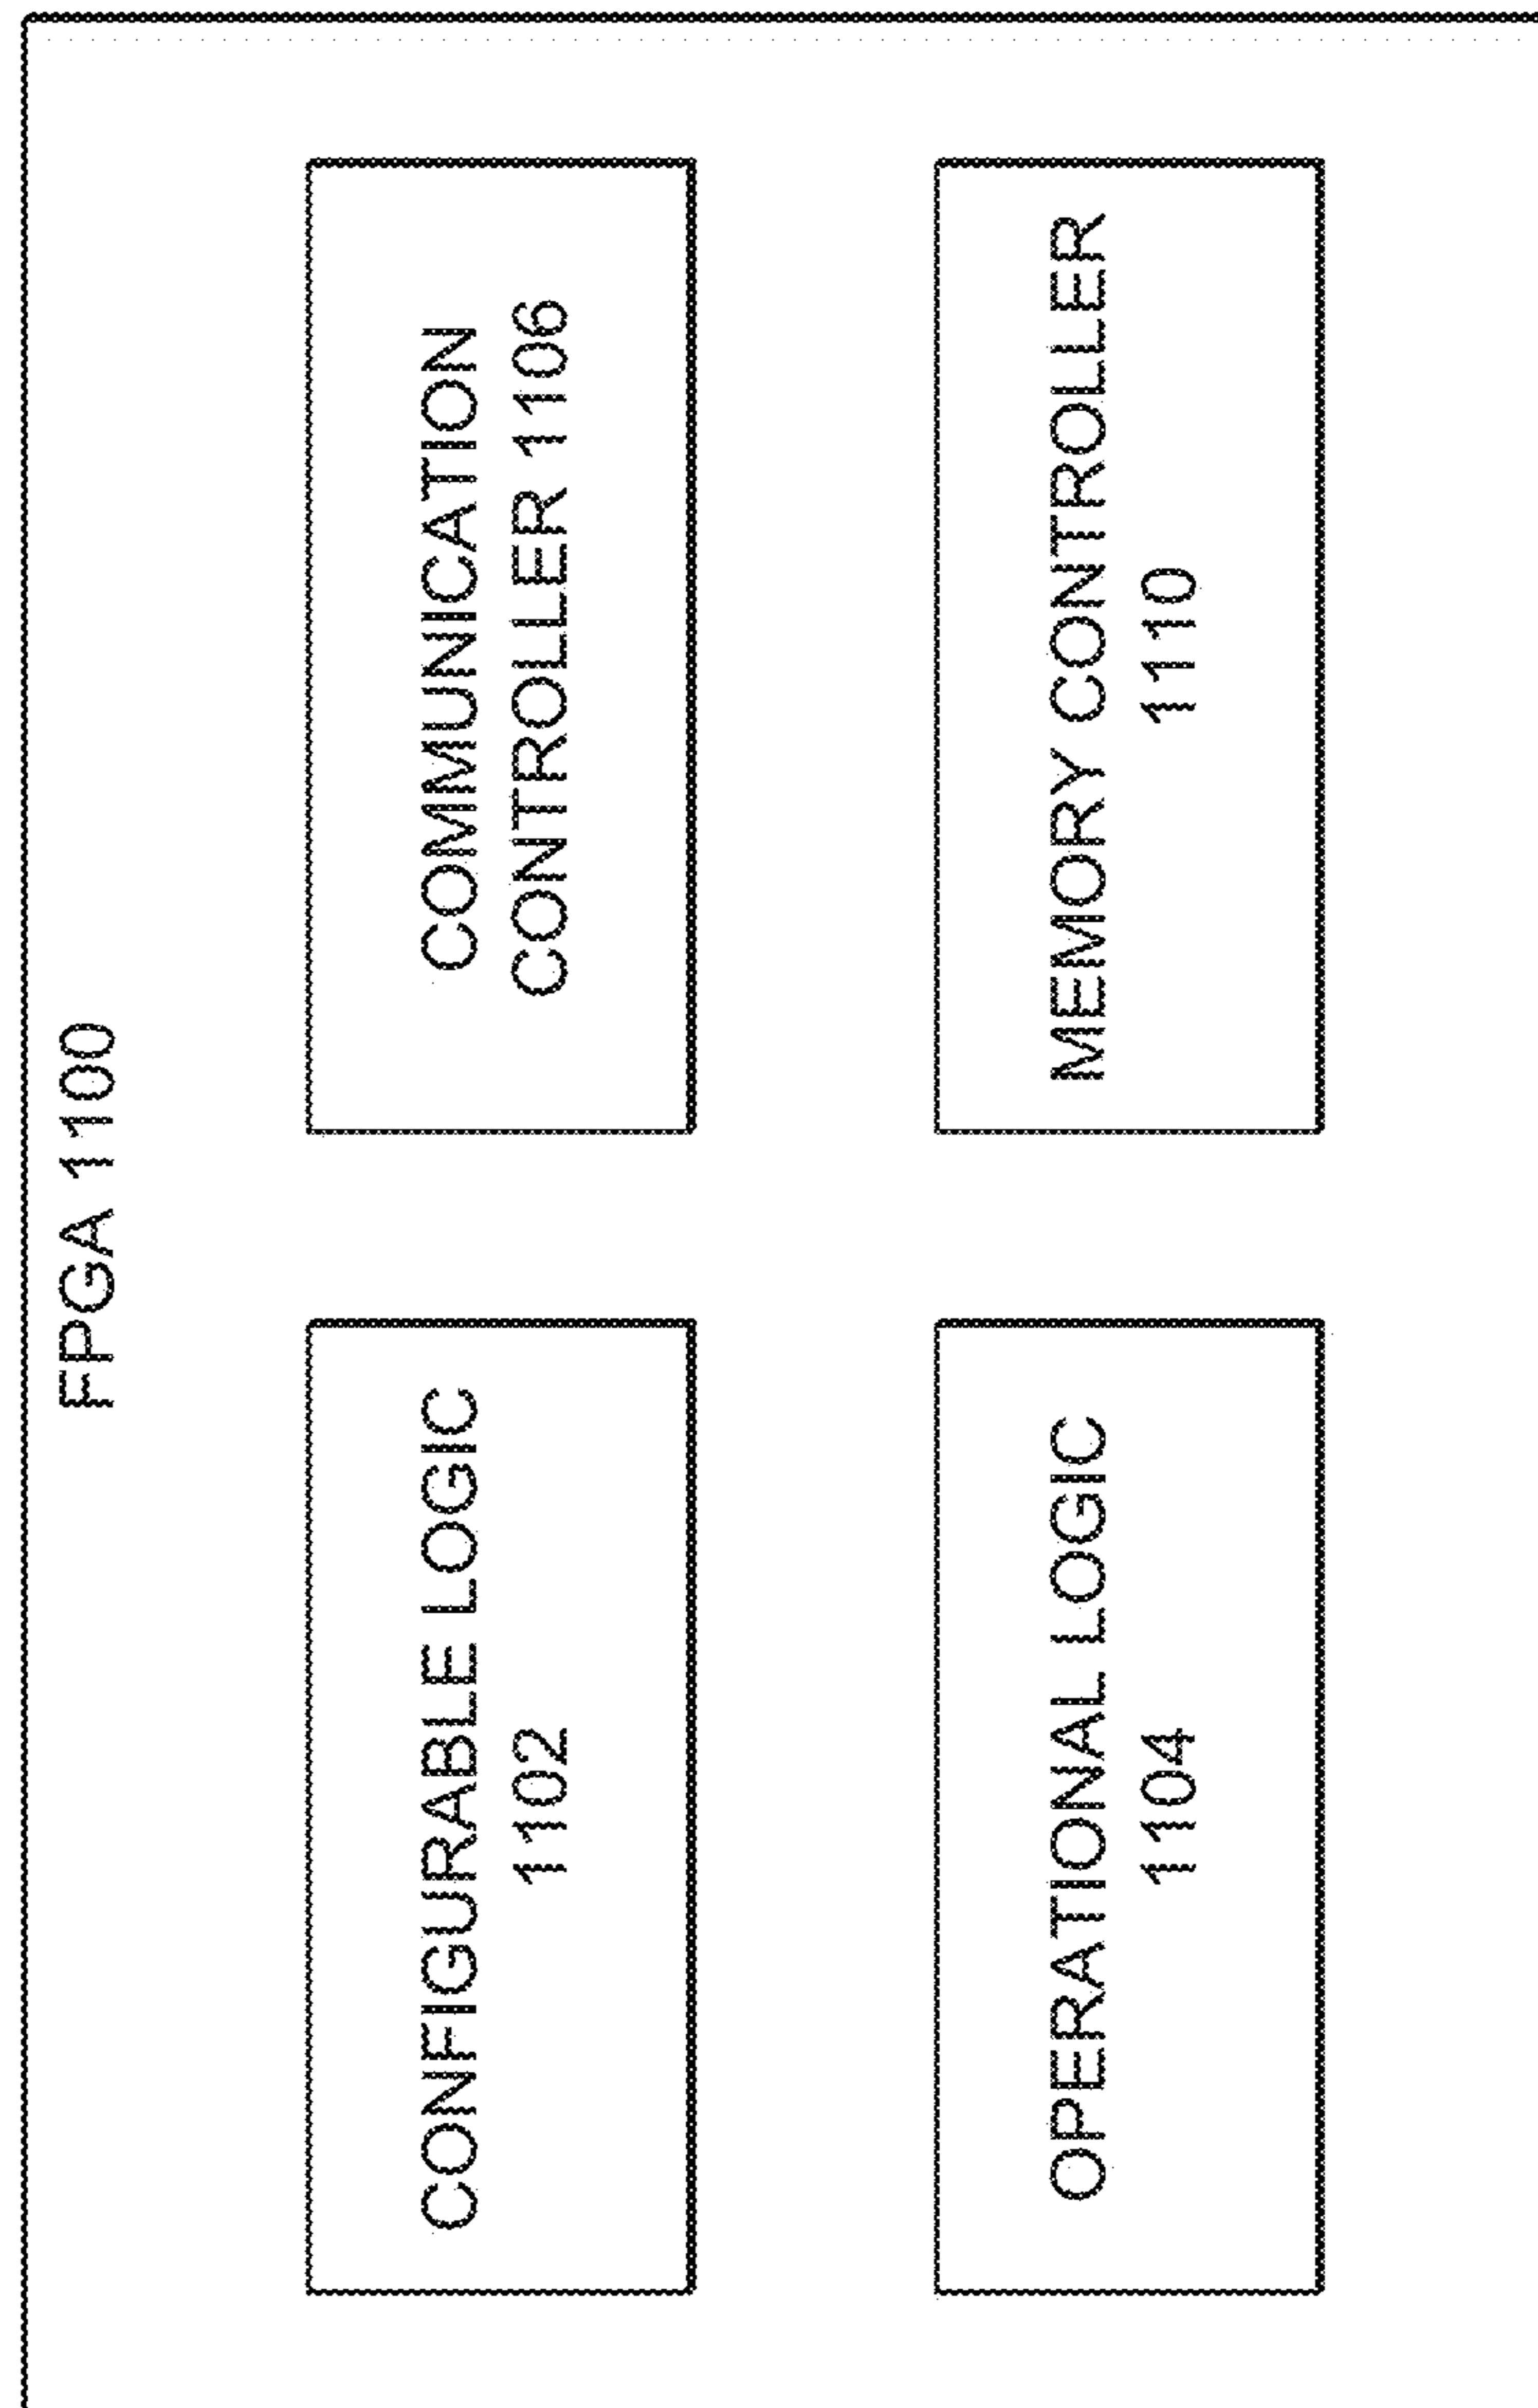 FPGA 1100
CONFIGURABLE LOGIC
1102
COMMUNICATION
CONTROLLER 1106
OPERATIONAL LOGIC
1104
MEMORY CONTROLLER
1110